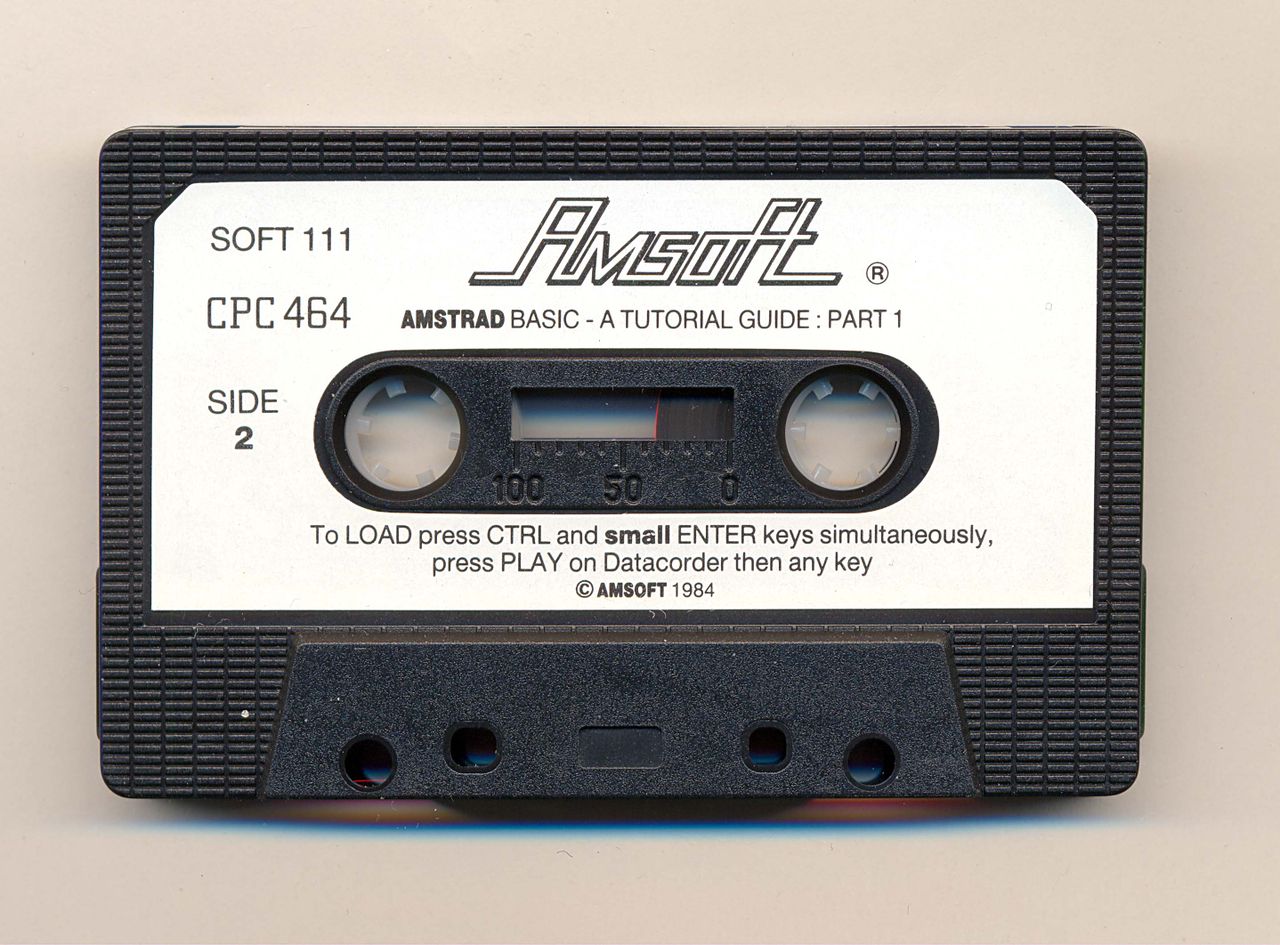 Amsoft ®
SOFT 111
CPC 464
AMSTRAD BASIC - A TUTORIAL GUIDE : PART 1
SIDE
2
100 50 0
To LOAD press CTRL and small ENTER keys simultaneously,
press PLAY on Datacorder then any key
© AMSOFT 1984